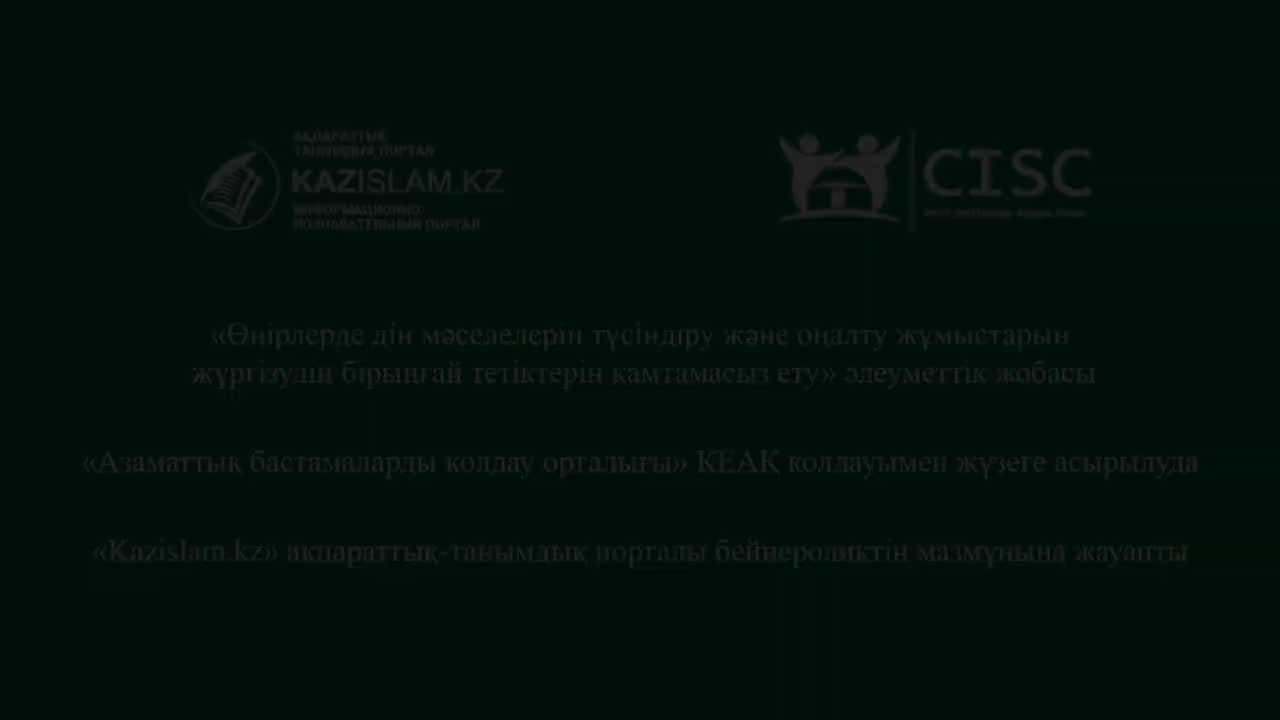 АҚПАРАТТЫҚ
ТАНЫМДЫҚ ПОРТАЛ
KAZISLAM.KZ
ИНФОРМАЦИОННО-
ПОЗНАВАТЕЛЬНЫЙ ПОРТАЛ
CISC
«Өңірлерде дін мәселелерін түсіндіру және оңалту жұмыстарын
жүргізудің бірыңғай тетіктерін қамтамасыз ету» әлеуметтік жобасы
«Азаматтық бастамаларды қолдау орталығы» КЕАҚ қолдауымен жүзеге асырылуда
«Kazislam.kz» ақпараттық-танымдық порталы бейнероликтің мазмұнына жауапты